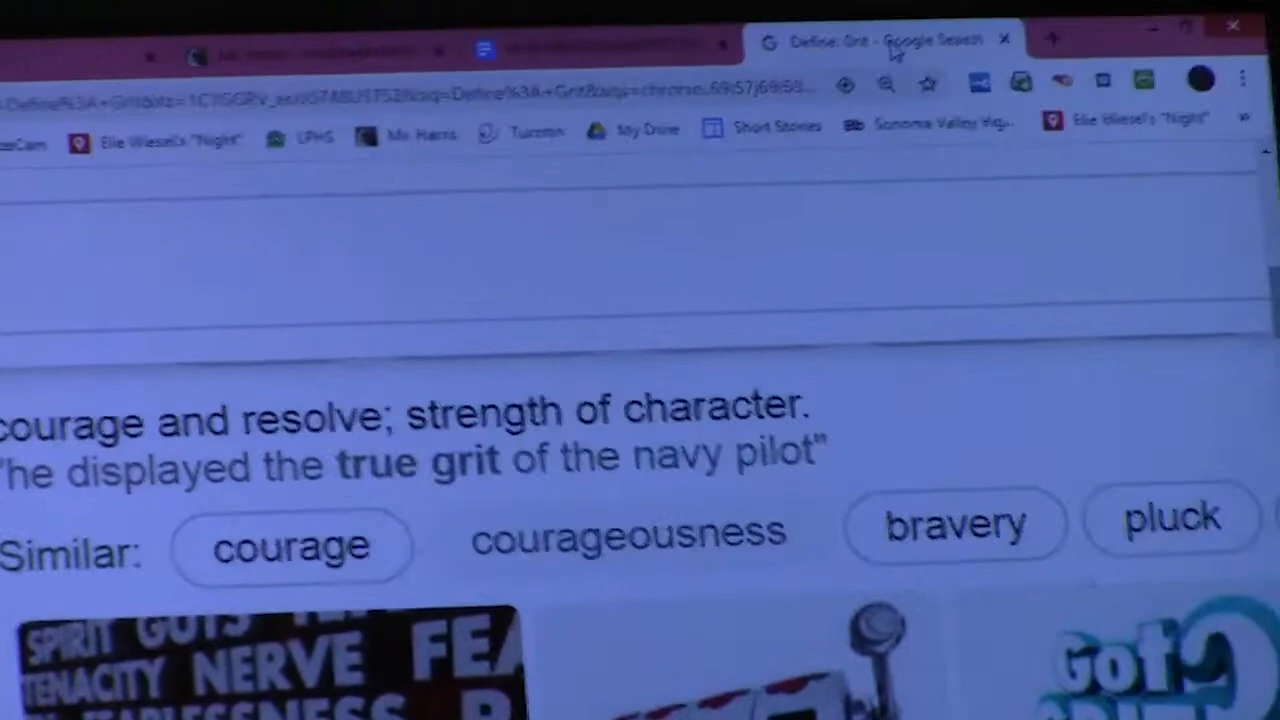 Define: Grit - Google Search
Elie Wiesel's "Night" LPHS Mr. Harris Turnitin My Drive Short Stories Sonoma Valley Elie Wiesel's "Night"
courage and resolve; strength of character.
"he displayed the true grit of the navy pilot"
Similar: courage courageousness bravery pluck
SPIRIT GUTS
TENACITY NERVE FEA
FEARLESSNESS
Got